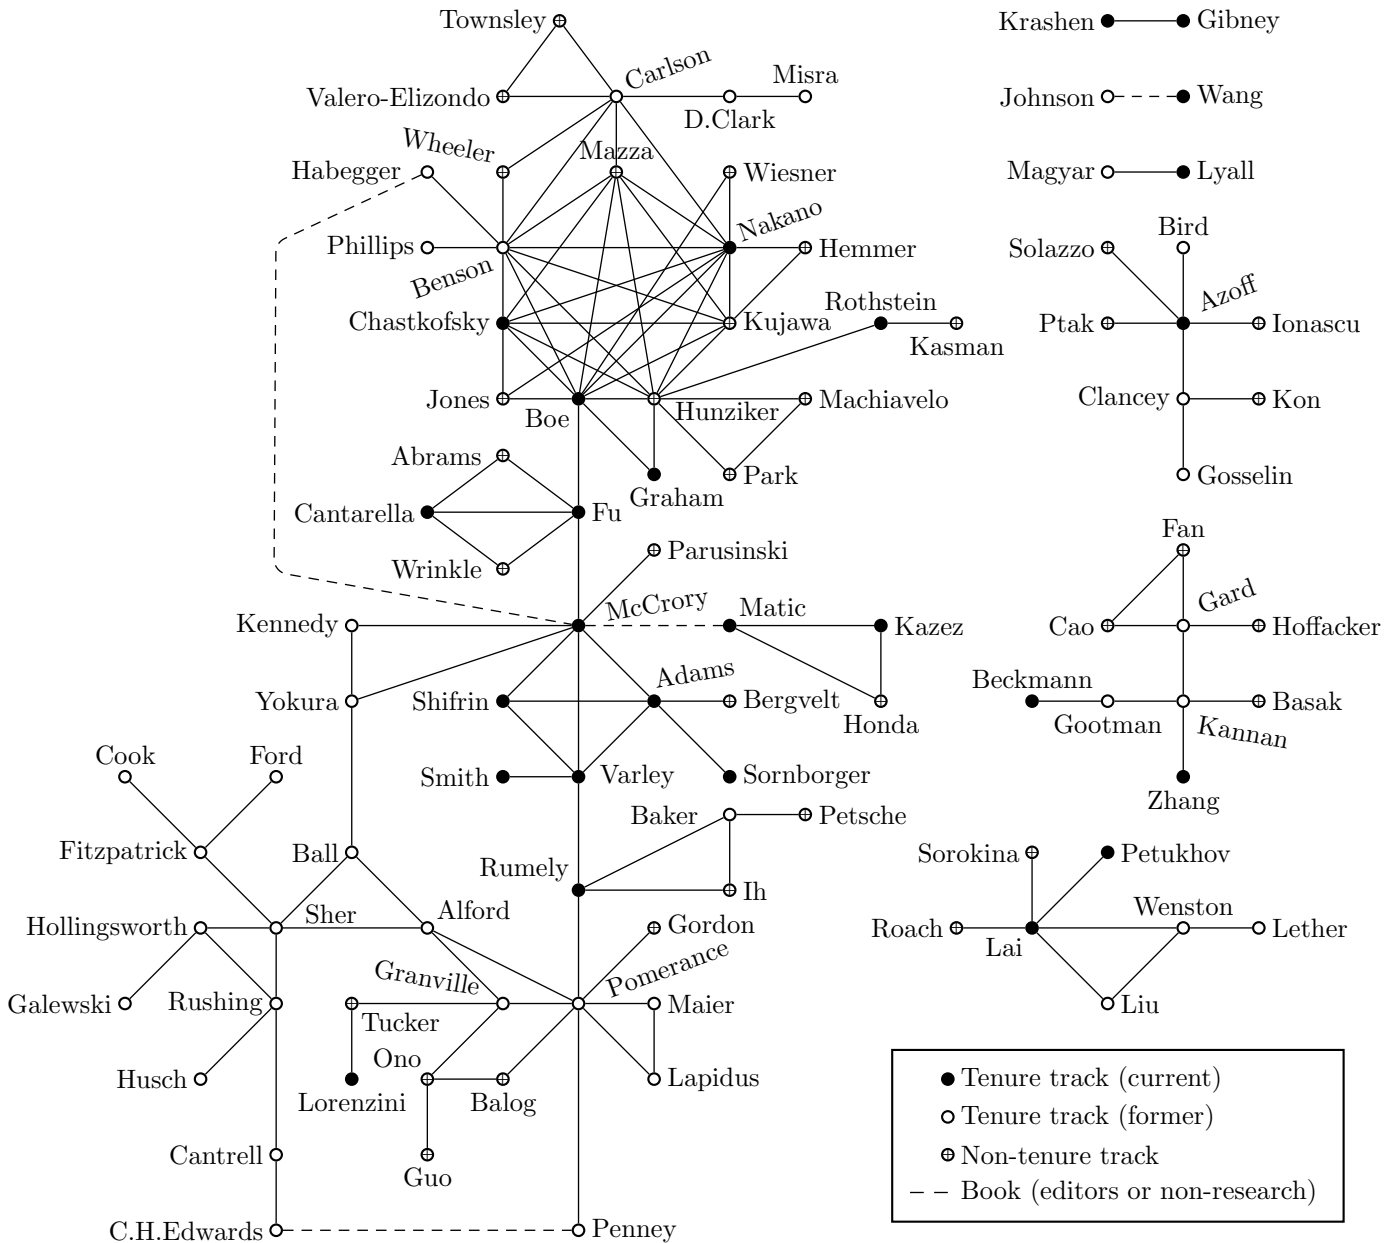 Townsley
Krashen
Gibney
Carlson
Misra
Valero-Elizondo
D.Clark
Johnson
Wang
Wheeler
Mazza
Habegger
Wiesner
Magyar
Lyall
Nakano
Bird
Phillips
Hemmer
Solazzo
Benson
Azoff
Rothstein
Chastkofsky
Kujawa
Kasman
Ptak
Ionascu
Jones
Boe
Hunziker
Machiavelo
Clancey
Kon
Abrams
Park
Graham
Gosselin
Cantarella
Fu
Fan
Parusinski
Wrinkle
McCrory
Matic
Gard
Kennedy
Kazez
Cao
Hoffacker
Adams
Beckmann
Yokura
Shifrin
Bergvelt
Honda
Gootman
Kannan
Basak
Cook
Ford
Smith
Varley
Sornborger
Zhang
Baker
Petsche
Fitzpatrick
Ball
Rumely
Sorokina
Petukhov
Ih
Wenston
Sher
Alford
Hollingsworth
Gordon
Roach
Lai
Lether
Granville
Pomerance
Galewski
Rushing
Tucker
Maier
Liu
Ono
Husch
Lorenzini
Balog
Lapidus
Tenure track (current)
Tenure track (former)
Cantrell
Guo
Non-tenure track
Book (editors or non-research)
C.H.Edwards
Penney